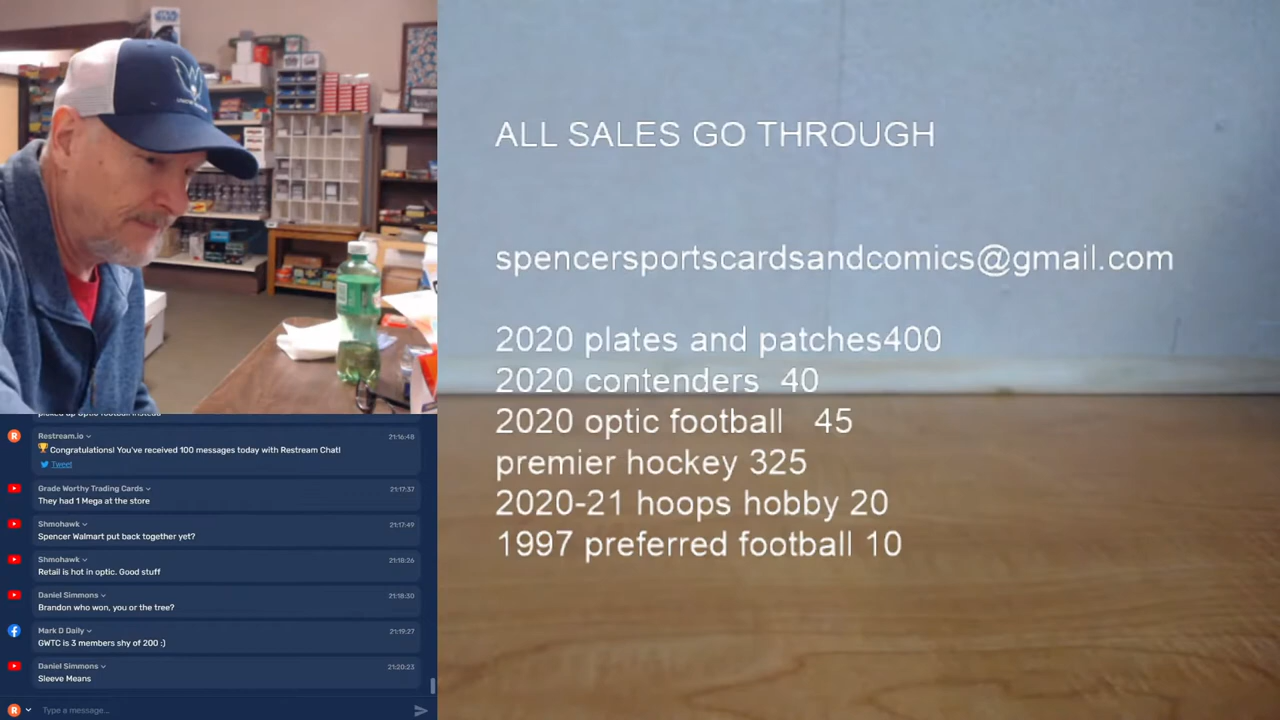 ALL SALES GO THROUGH
spencersportscardsandcomics@gmail.com
2020 plates and patches400
2020 contenders 40
2020 optic football 45
premier hockey 325
2020-21 hoops hobby 20
1997 preferred football 10
picked up Optic football instead
Restream.io 21:16:48
Congratulations! You've received 100 messages today with Restream Chat!
Tweet
Grade Worthy Trading Cards 21:17:37
They had 1 Mega at the store
Shmohawk 21:17:49
Spencer Walmart put back together yet?
Shmohawk 21:18:26
Retail is hot in optic. Good stuff
Daniel Simmons 21:18:30
Brandon who won, you or the tree?
Mark D Daily 21:19:27
GWTC is 3 members shy of 200 ;)
Daniel Simmons 21:20:23
Sleeve Means
R Type a message...